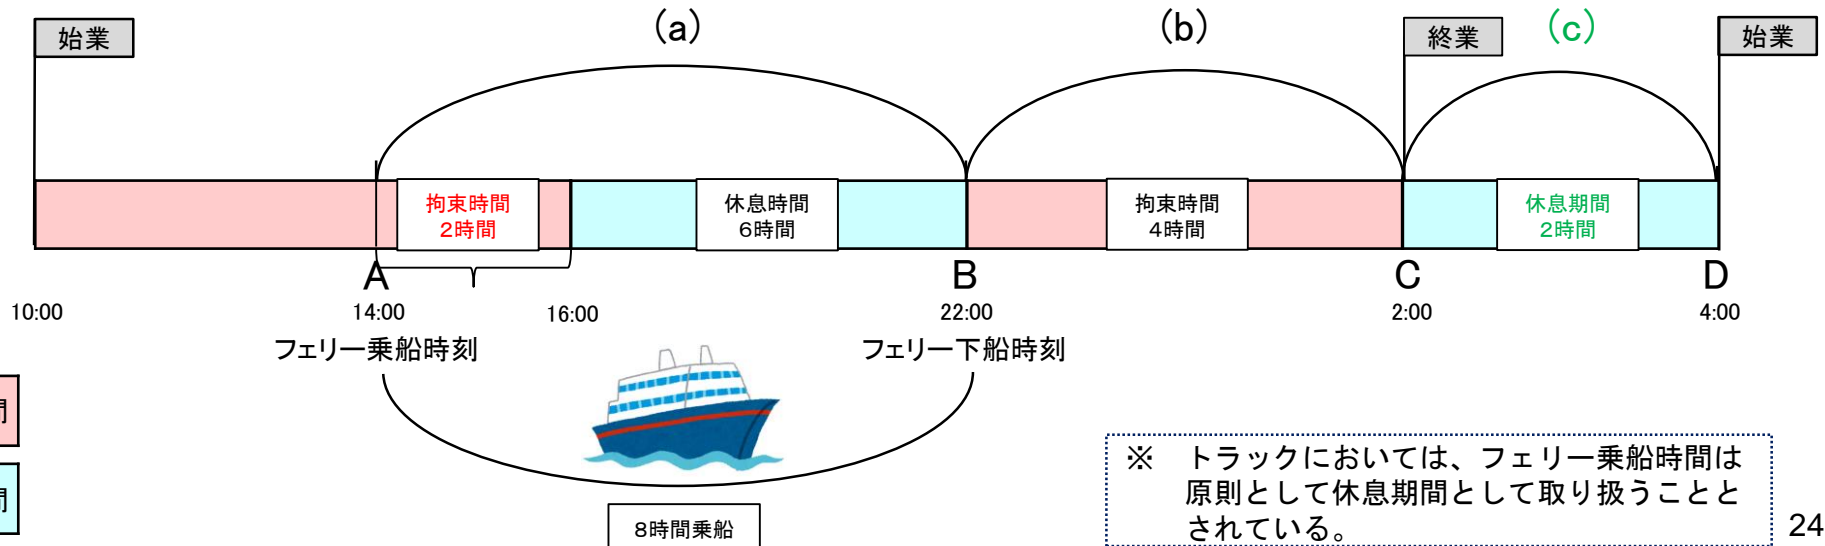 (a)
(b)
(c)
始業
終業
始業
拘束時間
2時間
休息時間
6時間
拘束時間
4時間
休息期間
2時間
A
B
C
D
10:00
14:00
16:00
22:00
2:00
4:00
フェリー乗船時刻
フェリー下船時刻
間
間
8時間乗船
※ トラックにおいては、フェリー乗船時間は
原則として休息期間として取り扱うことと
されている。
24